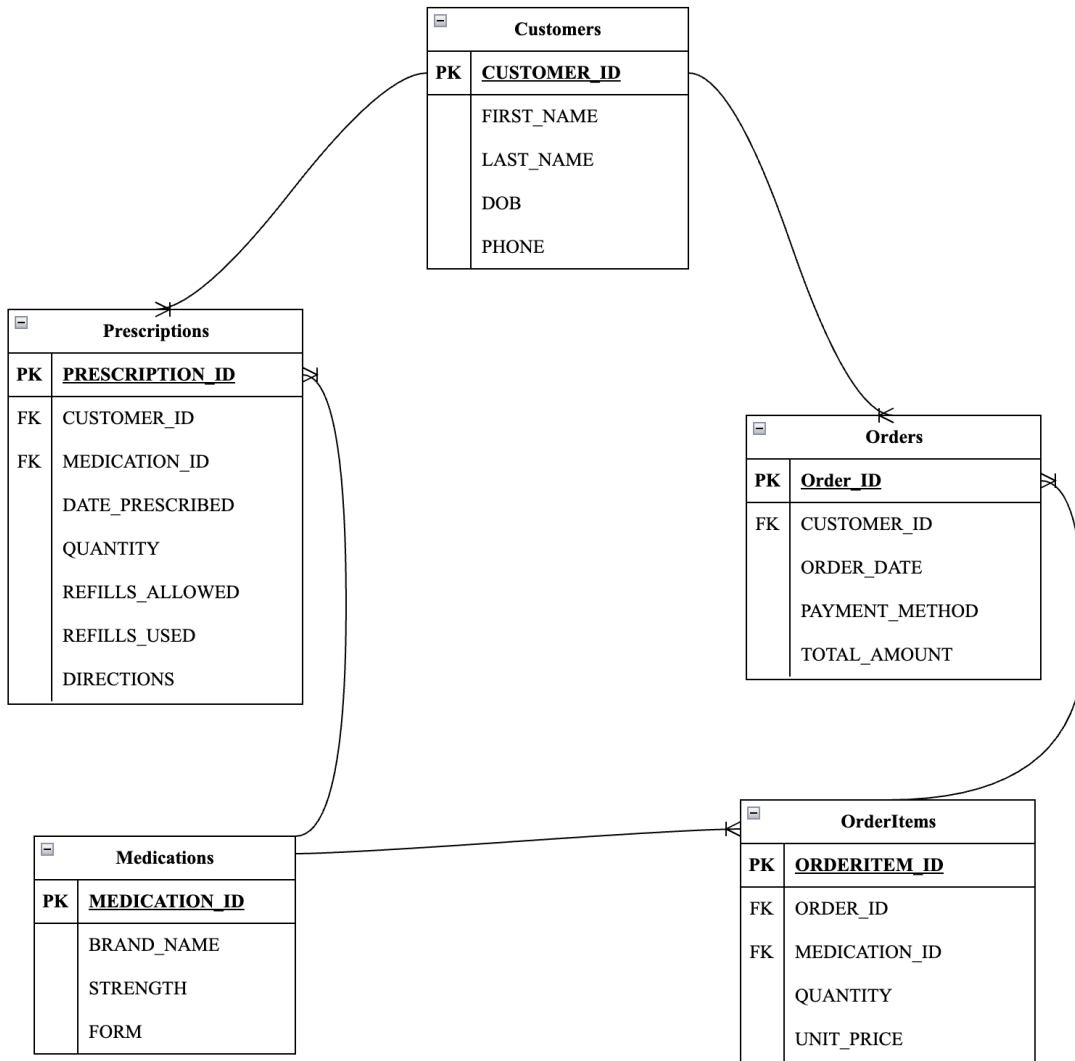 Customers
PK CUSTOMER_ID
FIRST_NAME
LAST_NAME
DOB
PHONE
Prescriptions
PK PRESCRIPTION_ID
FK CUSTOMER_ID
FK MEDICATION_ID
DATE_PRESCRIBED
QUANTITY
REFILLS_ALLOWED
REFILLS_USED
DIRECTIONS
Orders
PK Order_ID
FK CUSTOMER_ID
ORDER_DATE
PAYMENT_METHOD
TOTAL_AMOUNT
Medications
PK MEDICATION_ID
BRAND_NAME
STRENGTH
FORM
OrderItems
PK ORDERITEM_ID
FK ORDER_ID
FK MEDICATION_ID
QUANTITY
UNIT_PRICE